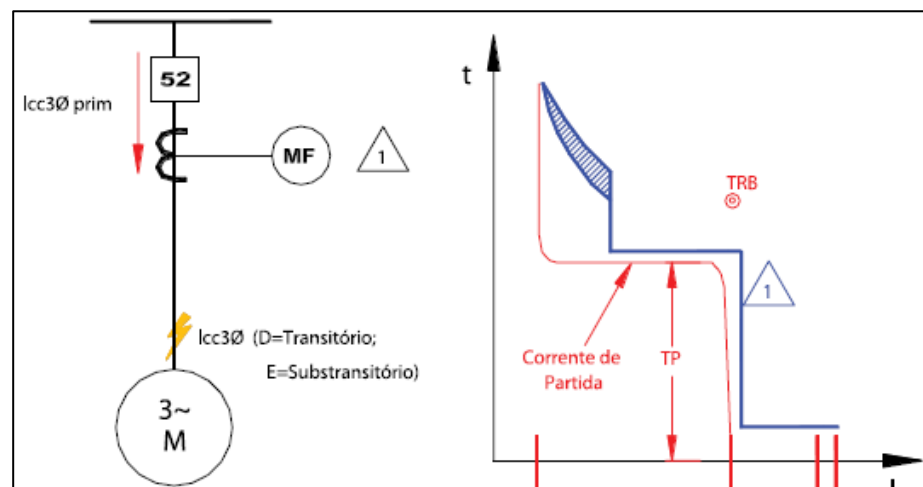 52
Icc3Ø prim
MF
1
Icc3Ø (D=Transitório;
E=Substransitório)
3~
M
t
TRB
1
Corrente de
Partida
TP